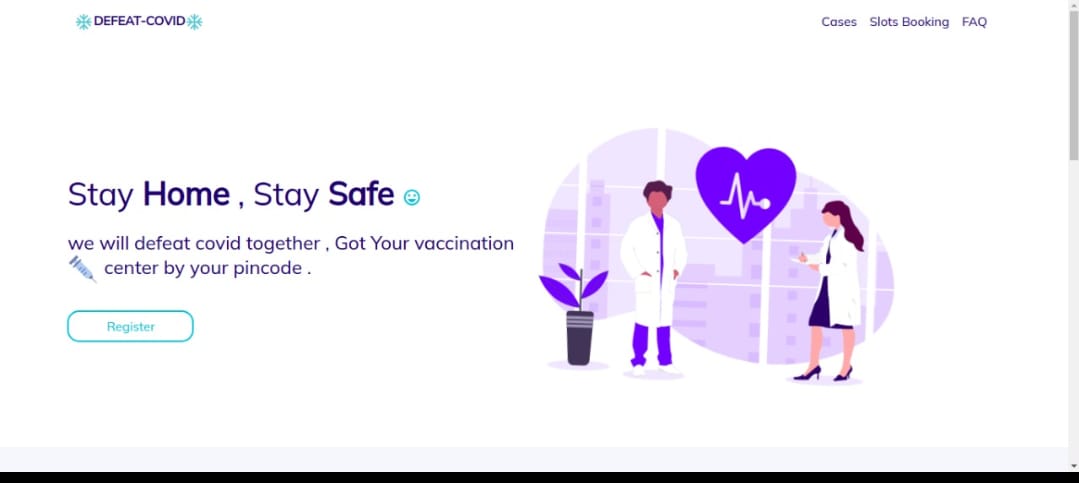 DEFEAT-COVID
Cases Slots Booking FAQ
Stay Home , Stay Safe
we will defeat covid together , Got Your vaccination
center by your pincode .
Register